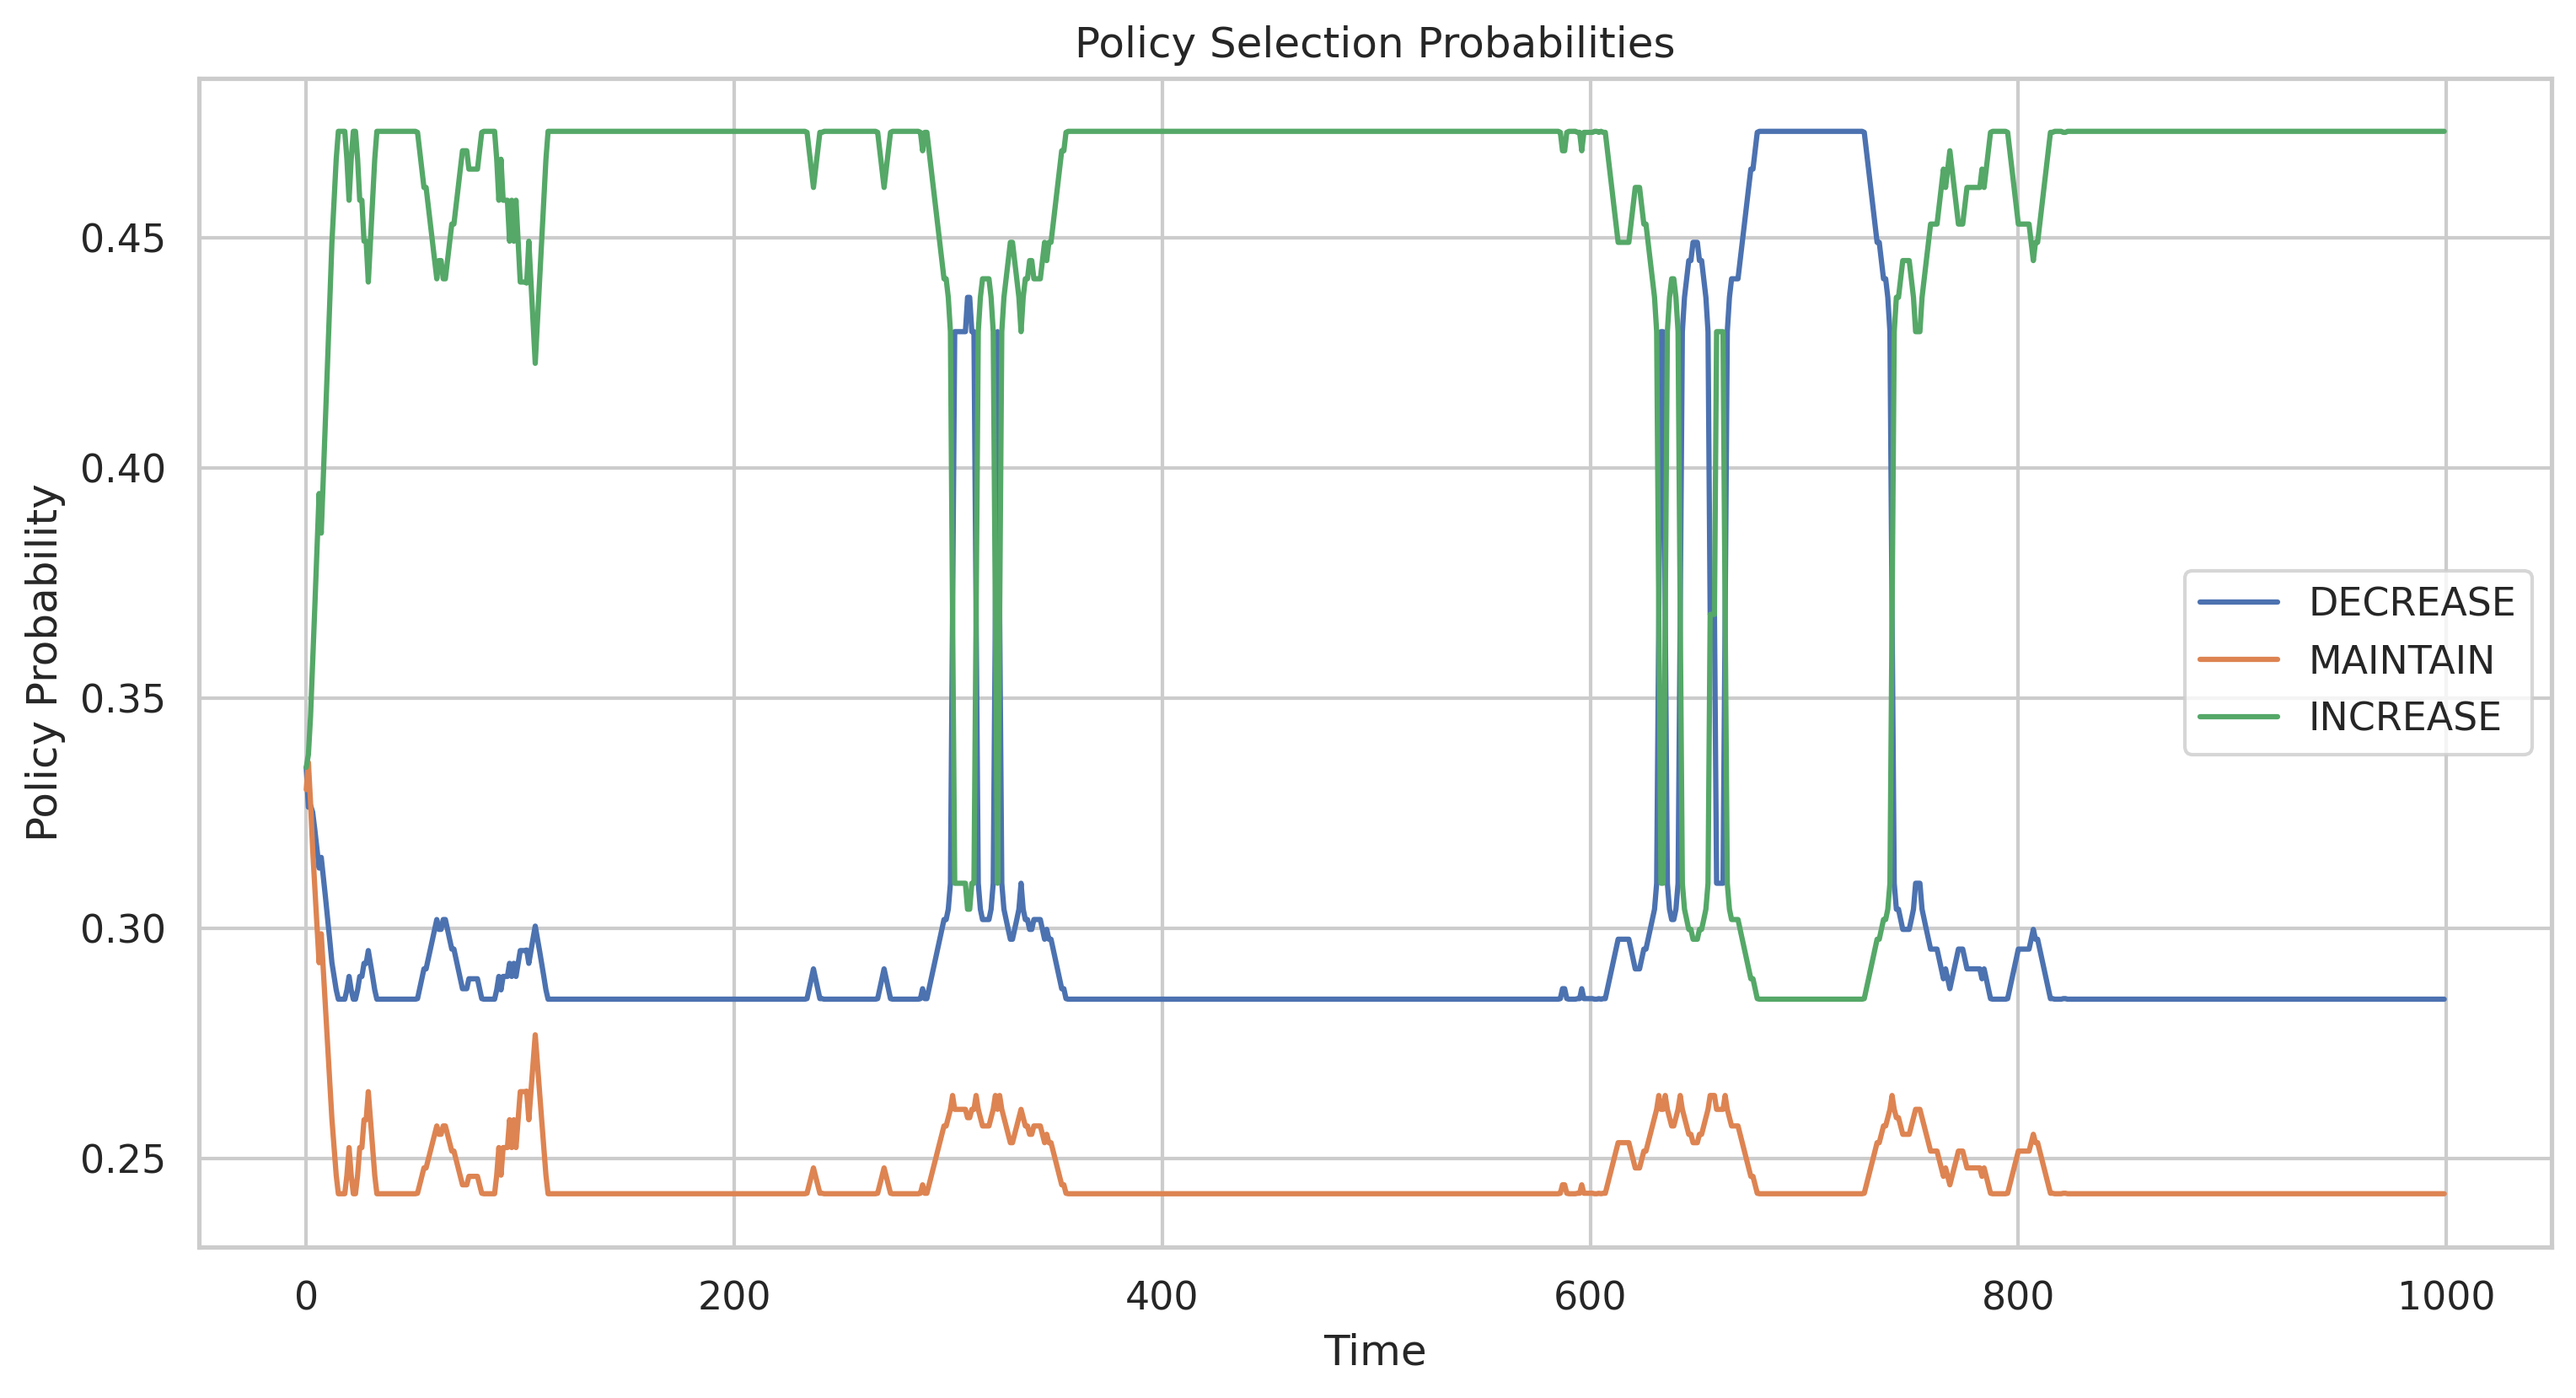 Policy Selection Probabilities
Policy Probability
0.45
0.40
0.35
0.30
0.25
DECREASE
MAINTAIN
INCREASE
0 200 400 600 800 1000
Time